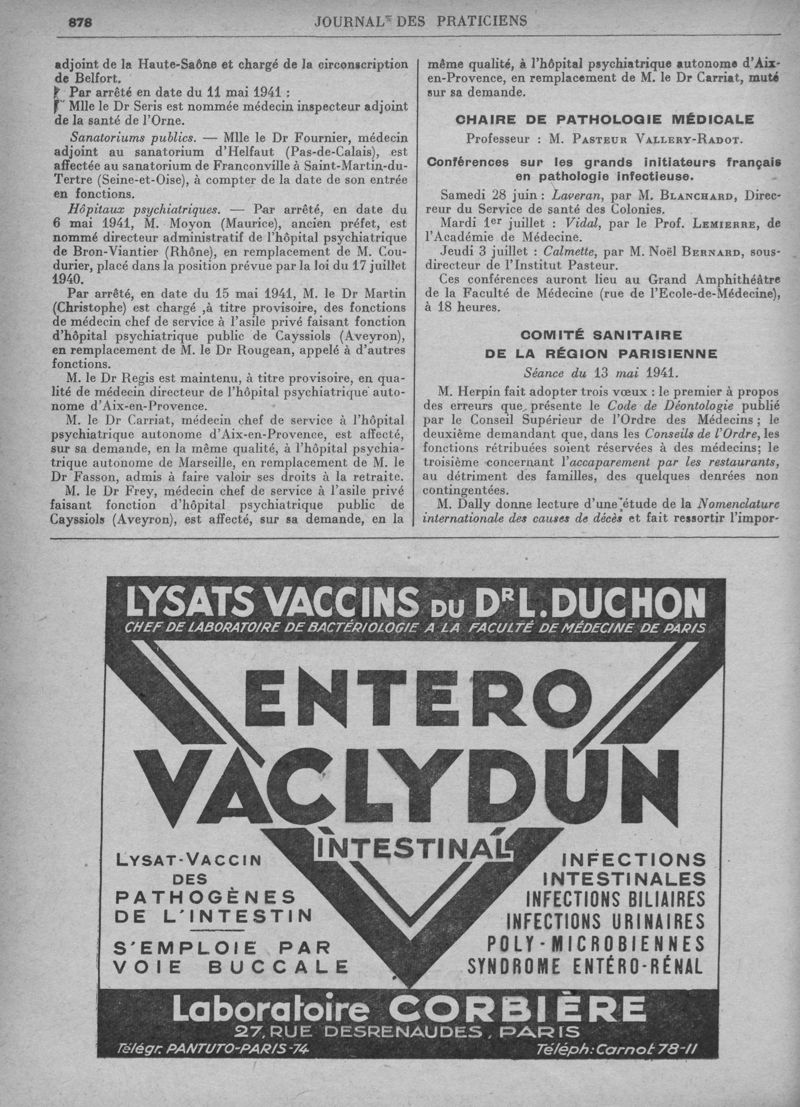 878
JOURNAL DES PRATICIENS
adjoint de la Haute-Saône et chargé de la circonscription
de Belfort.
Par arrêté en date du 11 mai 1941 :
Mlle le Dr Seris est nommée médecin inspecteur adjoint
de la santé de l'Orne.
Sanatoriums publics. — Mlle le Dr Fournier, médecin
adjoint au sanatorium d'Helfaut (Pas-de-Calais), est
affectée au sanatorium de Franconville à Saint-Martin-du-
Tertre (Seine-et-Oise), à compter de la date de son entrée
en fonctions.
Hôpitaux psychiatriques. — Par arrêté, en date du
6 mai 1941, M. Moyon (Maurice), ancien préfet, est
nommé directeur administratif de l'hôpital psychiatrique
de Bron-Viantier (Rhône), en remplacement de M. Cou-
durier, placé dans la position prévue par la loi du 17 juillet
1940.
Par arrêté, en date du 15 mai 1941, M. le Dr Martin
(Christophe) est chargé ,à titre provisoire, des fonctions
de médecin chef de service à l'asile privé faisant fonction
d'hôpital psychiatrique public de Cayssiols (Aveyron),
en remplacement de M. le Dr Rougean, appelé à d'autres
fonctions.
M. le Dr Regis est maintenu, à titre provisoire, en qua-
lité de médecin directeur de l'hôpital psychiatrique auto-
nome d'Aix-en-Provence.
M. le Dr Carriat, médecin chef de service à l'hôpital
psychiatrique autonome d'Aix-en-Provence, est affecté,
sur sa demande, en la même qualité, à l'hôpital psychia-
trique autonome de Marseille, en remplacement de M. le
Dr Fasson, admis à faire valoir ses droits à la retraite.
M. le Dr Frey, médecin chef de service à l'asile privé
faisant fonction d'hôpital psychiatrique public de
Cayssiols (Aveyron), est affecté, sur sa demande, en la
même qualité, à l'hôpital psychiatrique autonome d'Aix-
en-Provence, en remplacement de M. le Dr Carriat, muté
sur sa demande.
CHAIRE DE PATHOLOGIE MÉDICALE
Professeur : M. PASTEUR VALLERY-RADOT.
Conférences sur les grands initiateurs français
en pathologie infectieuse.
Samedi 28 juin : Laveran, par M. BLANCHARD, Direc-
reur du Service de santé des Colonies.
Mardi 1er juillet : Vidal, par le Prof. LEMIERRE, de
l'Académie de Médecine.
Jeudi 3 juillet : Calmette, par M. Noël BERNARD, sous-
directeur de l'Institut Pasteur.
Ces conférences auront lieu au Grand Amphithéâtre
de la Faculté de Médecine (rue de l'Ecole-de-Médecine),
à 18 heures.
COMITÉ SANITAIRE
DE LA RÉGION PARISIENNE
Séance du 13 mai 1941.
M. Herpin fait adopter trois vœux : le premier à propos
des erreurs que présente le Code de Déontologie publié
par le Conseil Supérieur de l'Ordre des Médecins ; le
deuxième demandant que, dans les Conseils de l'Ordre, les
fonctions rétribuées soient réservées à des médecins; le
troisième concernant l'accaparement par les restaurants,
au détriment des familles, des quelques denrées non
contingentées.
M. Dally donne lecture d'une étude de la Nomenclature
internationale des causes de décès et fait ressortir l'impor-
LYSATS VACCINS DU DR L. DUCHON
CHEF DE LABORATOIRE DE BACTÉRIOLOGIE A LA FACULTÉ DE MÉDECINE DE PARIS
ENTERO
VACLYDUN
INTESTINAL
LYSAT-VACCIN
DES
PATHOGÈNES
DE L'INTESTIN
S'EMPLOIE PAR
VOIE BUCCALE
INFECTIONS
INTESTINALES
INFECTIONS BILIAIRES
INFECTIONS URINAIRES
POLY-MICROBIENNES
SYNDROME ENTÉRO-RÉNAL
Laboratoire CORBIÈRE
27, RUE DESRENAUDES, PARIS
Télégr. PANTUTO-PARIS-74
Téléph: Carnot 78-11